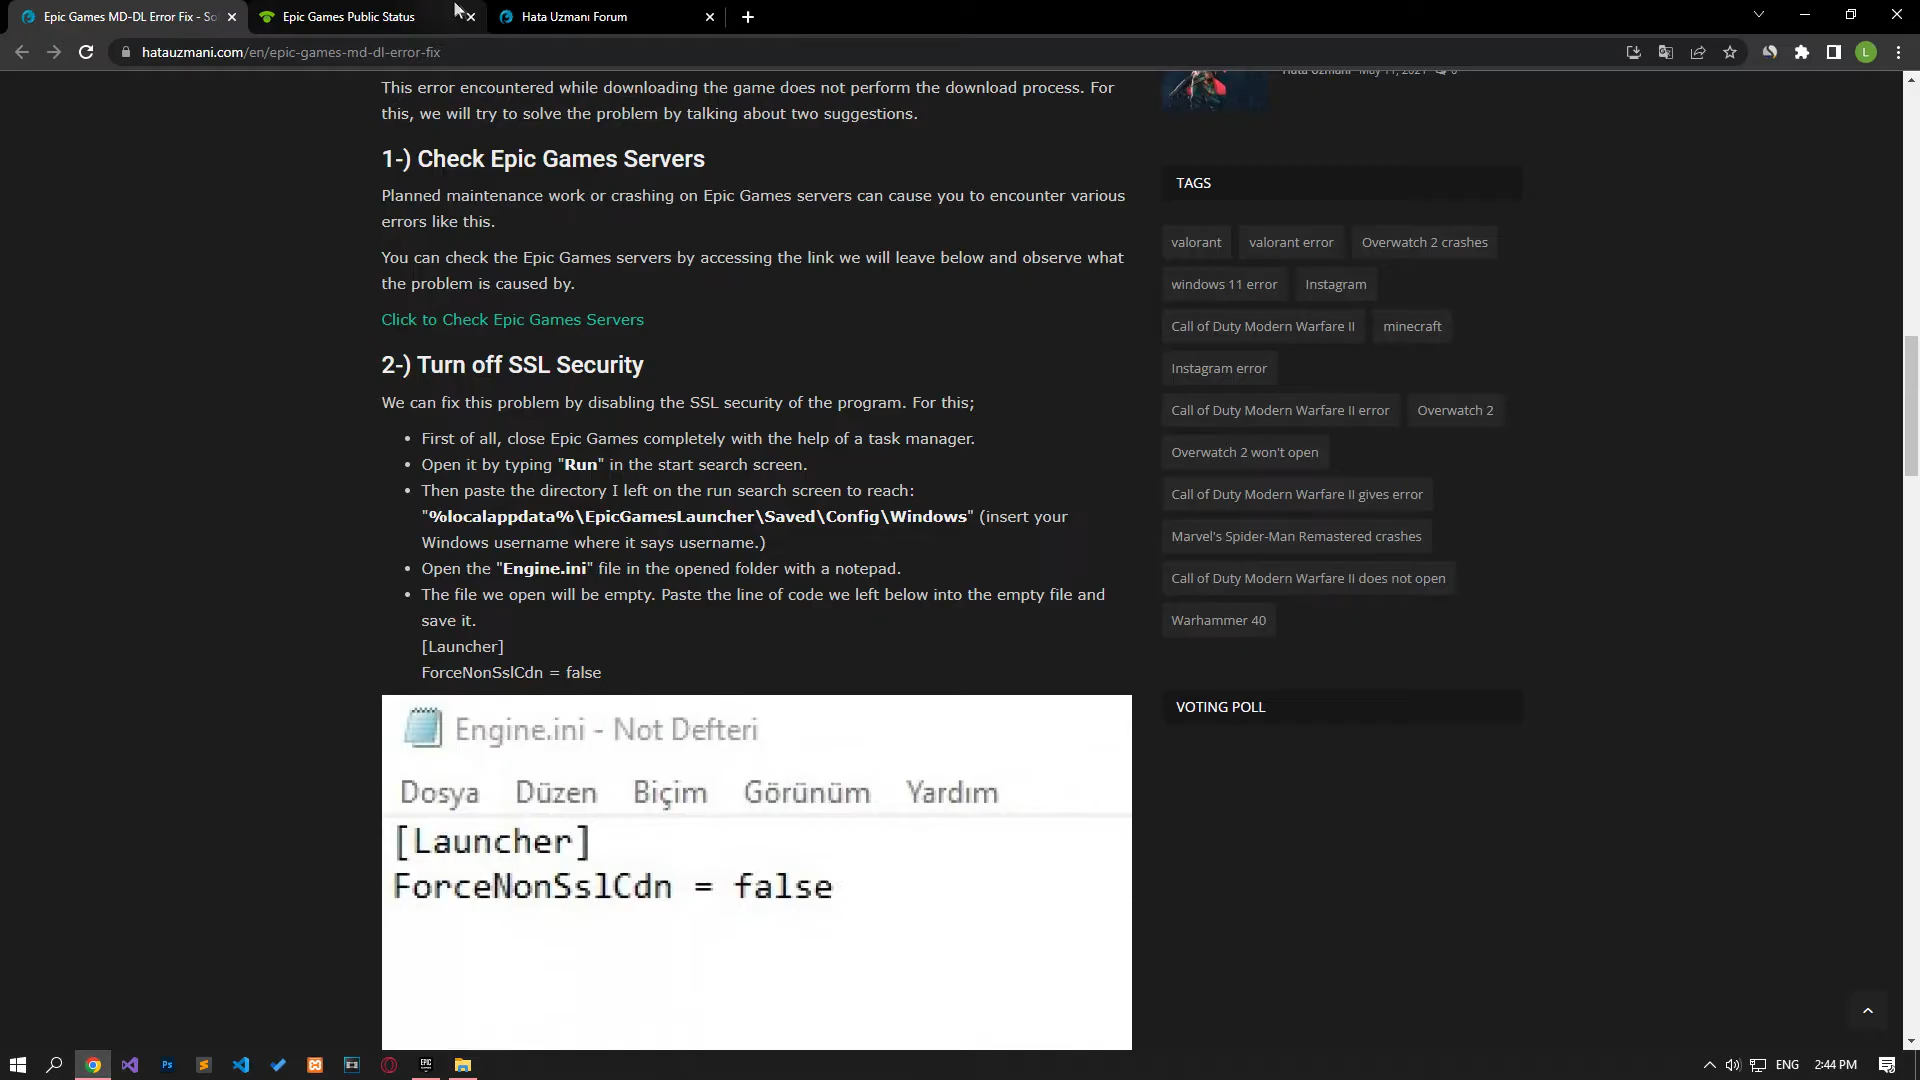 Epic Games MD-DL Error Fix - So
Epic Games Public Status
Hata Uzmanı Forum
hatauzmani.com/en/epic-games-md-dl-error-fix
L
This error encountered while downloading the game does not perform the download process. For
this, we will try to solve the problem by talking about two suggestions.
1-) Check Epic Games Servers
Planned maintenance work or crashing on Epic Games servers can cause you to encounter various
errors like this.
You can check the Epic Games servers by accessing the link we will leave below and observe what
the problem is caused by.
Click to Check Epic Games Servers
2-) Turn off SSL Security
We can fix this problem by disabling the SSL security of the program. For this;
• First of all, close Epic Games completely with the help of a task manager.
• Open it by typing "Run" in the start search screen.
• Then paste the directory I left on the run search screen to reach:
"%localappdata%\EpicGamesLauncher\Saved\Config\Windows" (insert your
Windows username where it says username.)
• Open the "Engine.ini" file in the opened folder with a notepad.
• The file we open will be empty. Paste the line of code we left below into the empty file and
save it.
[Launcher]
ForceNonSslCdn = false
Engine.ini - Not Defteri
Dosya Düzen Biçim Görünüm Yardım
[Launcher]
ForceNonSslCdn = false
TAGS
valorant
valorant error
Overwatch 2 crashes
windows 11 error
Instagram
Call of Duty Modern Warfare II
minecraft
Instagram error
Call of Duty Modern Warfare II error
Overwatch 2
Overwatch 2 won't open
Call of Duty Modern Warfare II gives error
Marvel's Spider-Man Remastered crashes
Call of Duty Modern Warfare II does not open
Warhammer 40
VOTING POLL
Ps
EPIC
ENG
2:44 PM